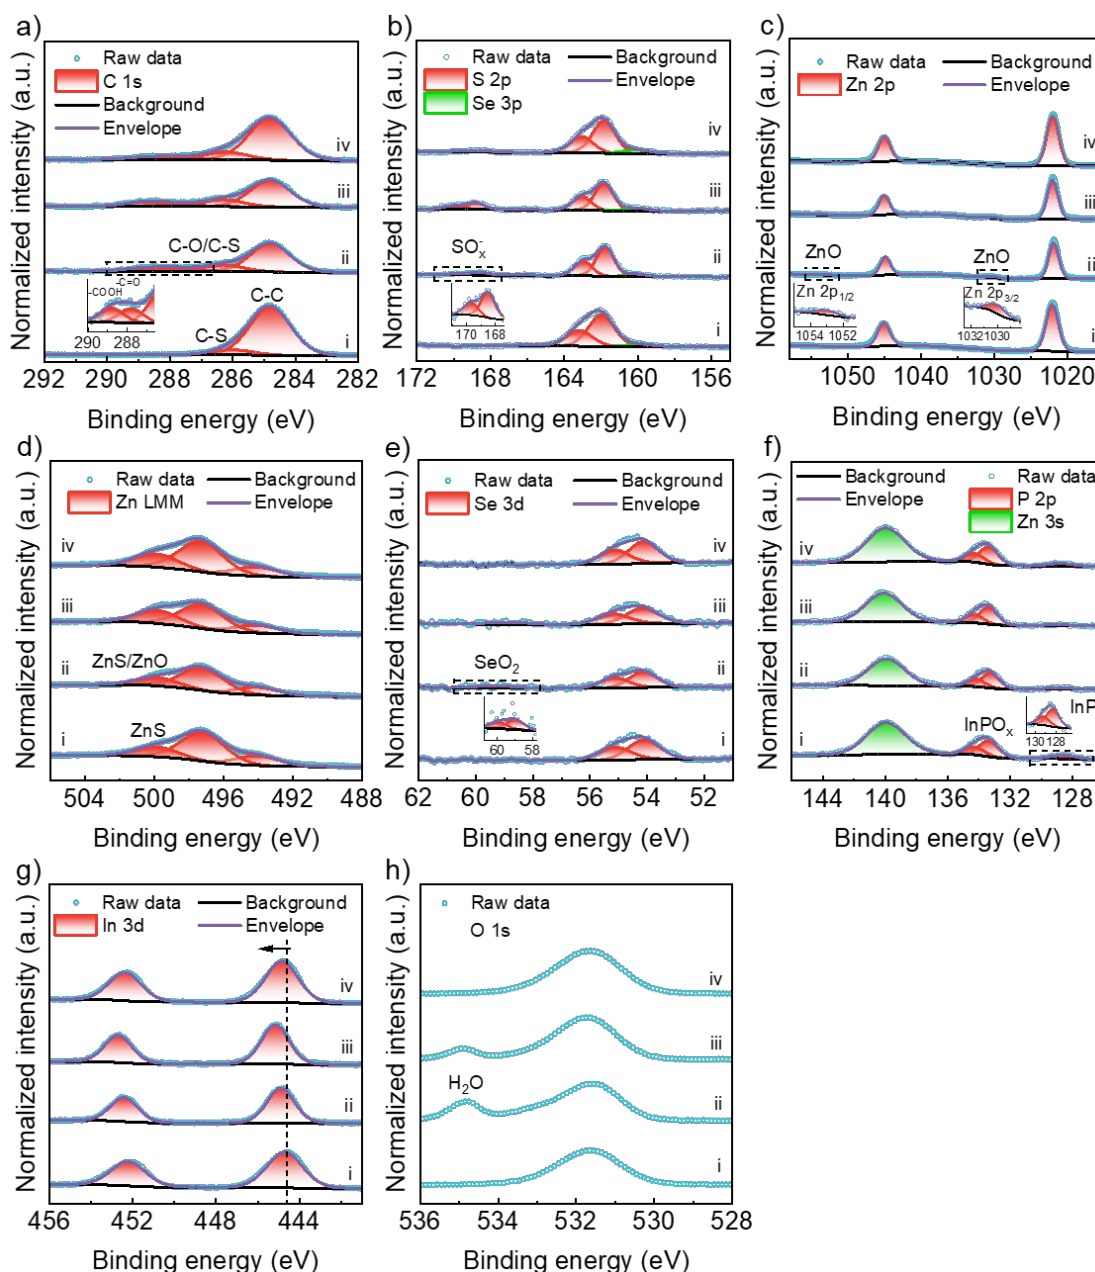 a)
Raw data
C 1s
Background
Envelope
iv
iii
C-O/C-S
ii
-C=O
-COOH
C-C
C-S
i
290 288
292 290 288 286 284 282
Binding energy (eV)
Normalized intensity (a.u.)
b)
Raw data Background
S 2p Envelope
Se 3p
iv
iii
SOx-
ii
170 168
i
172 168 164 160 156
Binding energy (eV)
Normalized intensity (a.u.)
c)
Raw data Background
Zn 2p Envelope
iv
iii
ZnO ZnO
ii
Zn 2p1/2 Zn 2p3/2
1054 1052 1032 1030
i
1050 1040 1030 1020
Binding energy (eV)
Normalized intensity (a.u.)
d)
Raw data Background
Zn LMM Envelope
iv
iii
ZnS/ZnO
ii
ZnS
i
504 500 496 492 488
Binding energy (eV)
Normalized intensity (a.u.)
e)
Raw data Background
Se 3d Envelope
iv
iii
SeO2
ii
60 58
i
62 60 58 56 54 52
Binding energy (eV)
Normalized intensity (a.u.)
f)
Background Raw data
Envelope P 2p
Zn 3s
iv
iii
ii
InP
InPOx
130 128
i
144 140 136 132 128
Binding energy (eV)
Normalized intensity (a.u.)
g)
Raw data Background
In 3d Envelope
iv
iii
ii
i
456 452 448 444
Binding energy (eV)
Normalized intensity (a.u.)
h)
Raw data
O 1s
iv
iii
H2O
ii
i
536 534 532 530 528
Binding energy (eV)
Normalized intensity (a.u.)